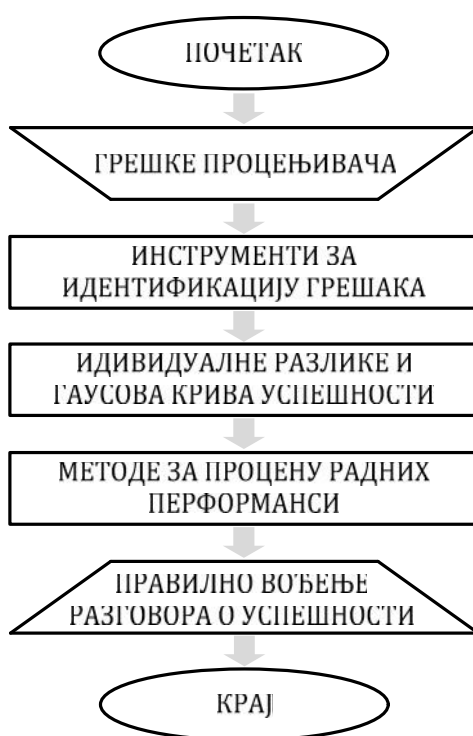 ПОЧЕТАК
ГРЕШКЕ ПРОЦЕЊИВАЧА
ИНСТРУМЕНТИ ЗА
ИДЕНТИФИКАЦИЈУ ГРЕШАКА
ИДИВИДУАЛНЕ РАЗЛИКЕ И
ГАУСОВА КРИВА УСПЕШНОСТИ
МЕТОДЕ ЗА ПРОЦЕНУ РАДНИХ
ПЕРФОРМАНСИ
ПРАВИЛНО ВОЂЕЊЕ
РАЗГОВОРА О УСПЕШНОСТИ
КРАЈ